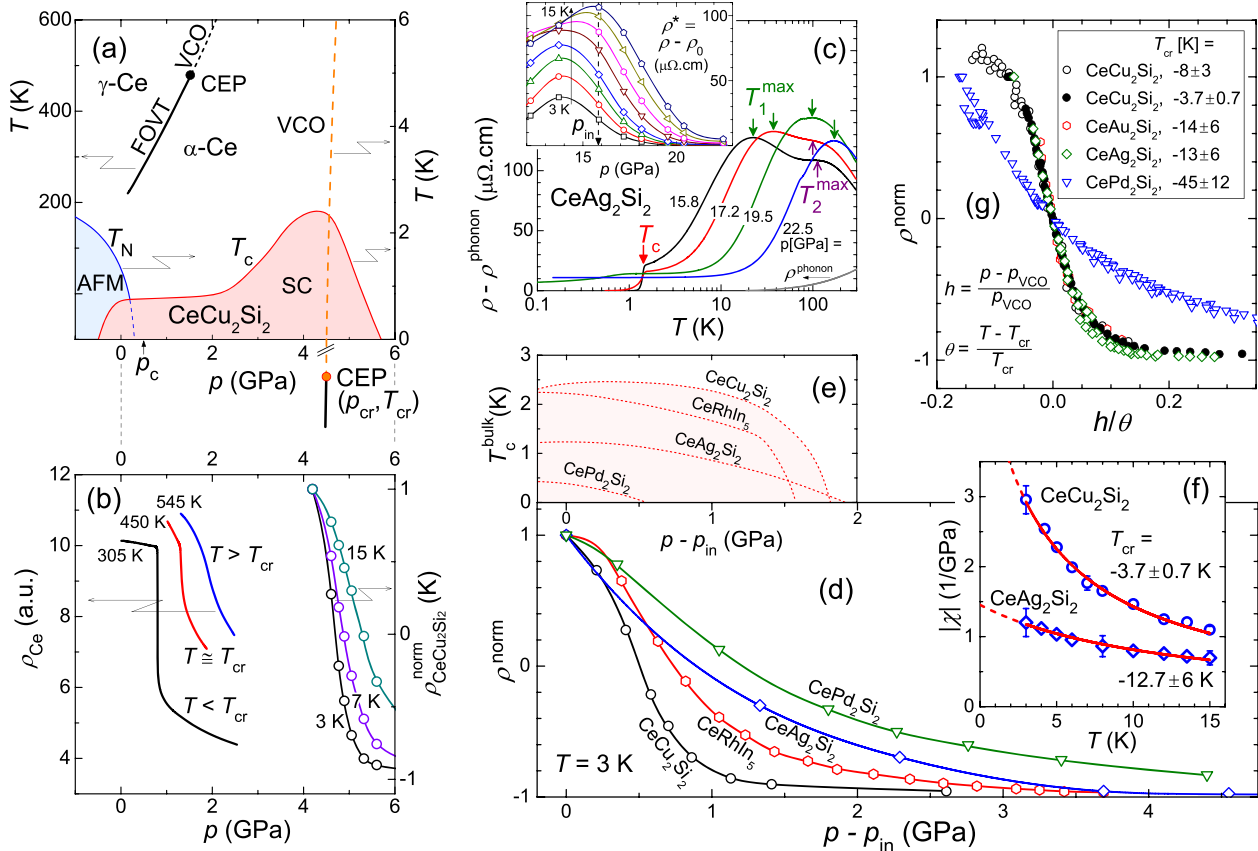 (a)
600
500
400
300
200
T (K)
γ-Ce
FOVT
VCO
CEP
α-Ce
VCO
T_N
T_c
AFM
SC
CeCu2Si2
6
4
2
0
T (K)
0
2
4
6
p_c
p (GPa)
CEP
(p_cr, T_cr)
(b)
0
2
4
6
12
10
8
6
4
ρ_Ce (a.u.)
305 K
450 K
545 K
T > T_cr
T ≅ T_cr
T < T_cr
15 K
7 K
3 K
1
0
-1
ρ^norm_CeCu2Si2 (K)
0
2
4
6
p (GPa)
(c)
15 K
3 K
ρ* =
ρ - ρ_0
(μΩ.cm)
100
50
p_in
15
20
p (GPa)
CeAg2Si2
ρ - ρ^phonon (μΩ.cm)
100
50
0
T_1^max
T_2^max
T_c
15.8
17.2
19.5
22.5
p[GPa] =
ρ^phonon
0.1
1
10
100
T (K)
(e)
T_c^bulk (K)
3
2
1
0
CeCu2Si2
CeRhIn5
CeAg2Si2
CePd2Si2
0
1
2
p - p_in (GPa)
(d)
ρ^norm
1
0
-1
T = 3 K
CeCu2Si2
CeRhIn5
CeAg2Si2
CePd2Si2
0
1
2
3
4
p - p_in (GPa)
(g)
T_cr [K] =
CeCu2Si2, -8±3
CeCu2Si2, -3.7±0.7
CeAu2Si2, -14±6
CeAg2Si2, -13±6
CePd2Si2, -45±12
ρ^norm
1
0
-1
h = (p - p_VCO) / p_VCO
θ = (T - T_cr) / T_cr
-0.2
0.0
0.2
h/θ
(f)
|χ| (1/GPa)
3
2
1
0
CeCu2Si2
T_cr =
-3.7±0.7 K
CeAg2Si2
-12.7±6 K
0
5
10
15
T (K)